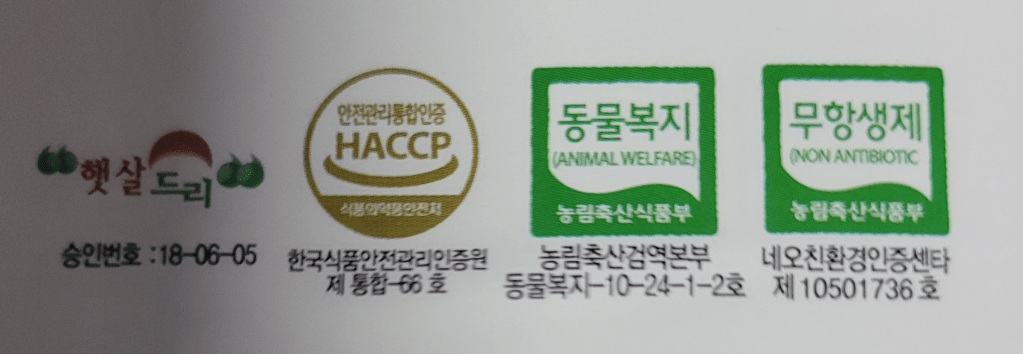 햇살드리
승인번호 :18-06-05
안전관리통합인증
HACCP
식품의약품안전처
한국식품안전관리인증원
제 통합-66 호
동물복지
(ANIMAL WELFARE)
농림축산식품부
농림축산검역본부
동물복지-10-24-1-2호
무항생제
(NON ANTIBIOTIC
농림축산식품부
네오친환경인증센타
제 10501736 호